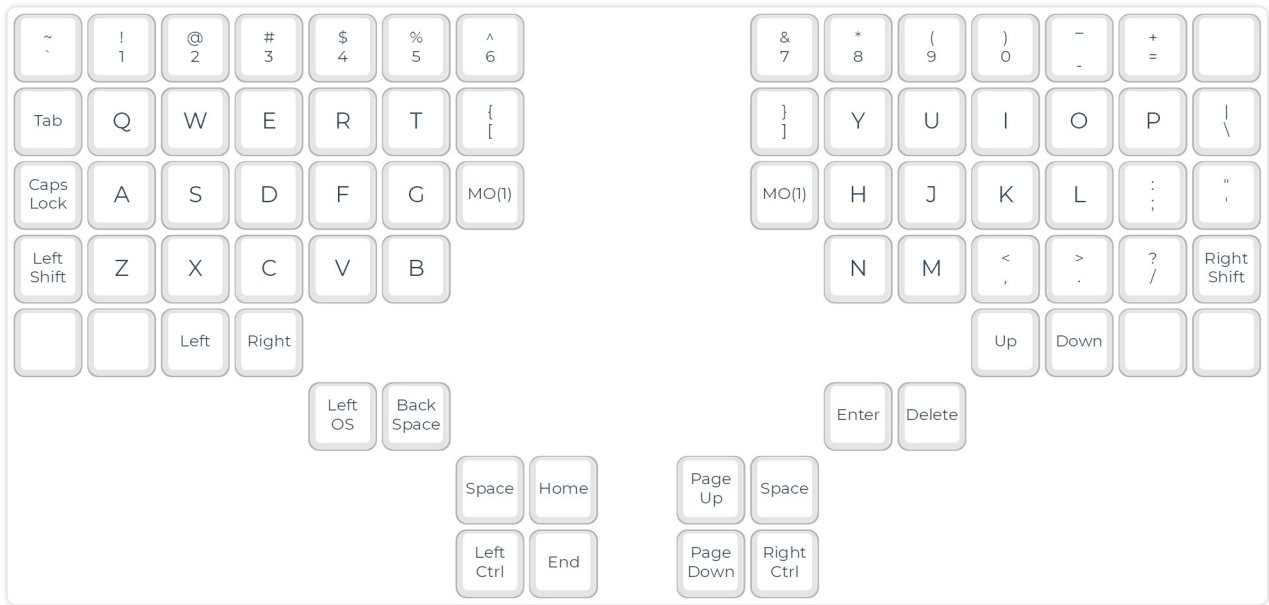 ~ ! @ # $ % ^ & * ( ) _ +
` 1 2 3 4 5 6 7 8 9 0 - =
Tab Q W E R T { } Y U I O P |
[ ] \
Caps A S D F G MO(1) MO(1) H J K L : "
Lock ; '
Left Z X C V B N M < > ? Right
Shift , . / Shift
Left Right Up Down
Left Back Enter Delete
OS Space
Space Home Page Space
Up
Left End Page Right
Ctrl Down Ctrl